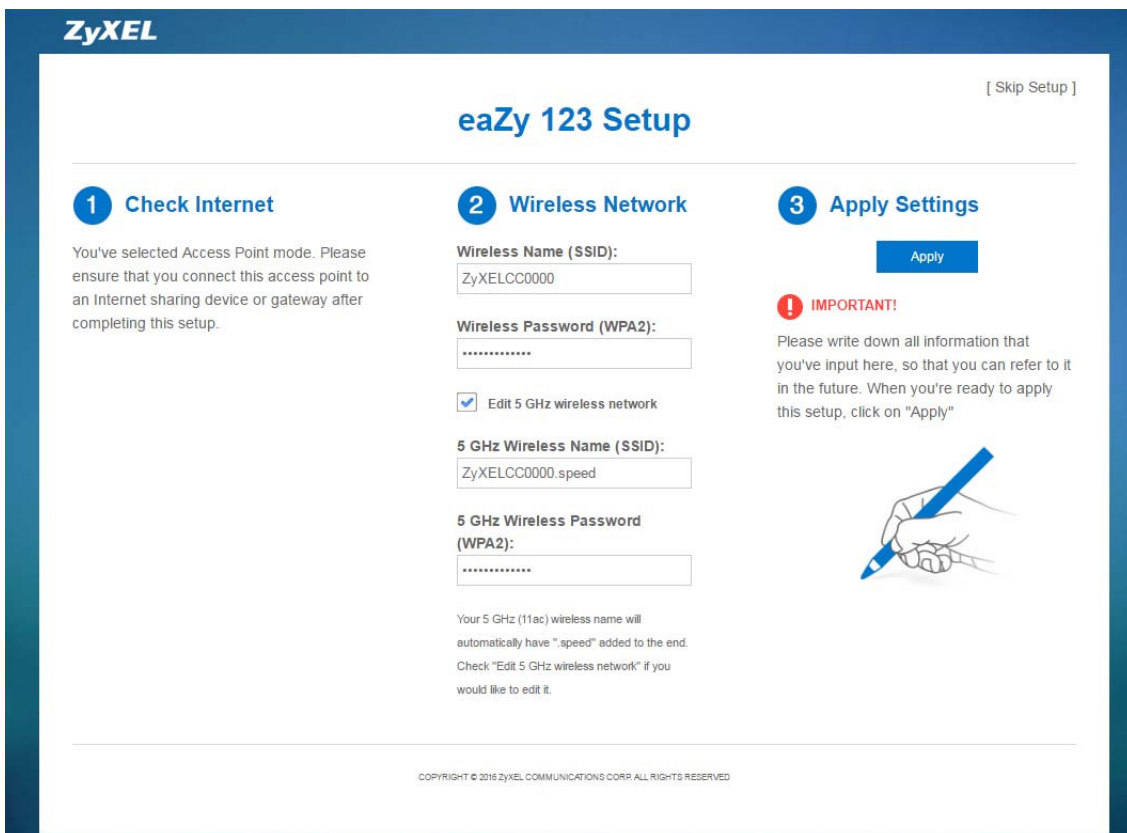 ZyXEL
[ Skip Setup ]
eaZy 123 Setup
1 Check Internet
You've selected Access Point mode. Please
ensure that you connect this access point to
an Internet sharing device or gateway after
completing this setup.
2 Wireless Network
Wireless Name (SSID):
ZyXELCC0000
Wireless Password (WPA2):
•••••••••••••
Edit 5 GHz wireless network
5 GHz Wireless Name (SSID):
ZyXELCC0000.speed
5 GHz Wireless Password
(WPA2):
•••••••••••••
Your 5 GHz (11ac) wireless name will
automatically have ".speed" added to the end.
Check "Edit 5 GHz wireless network" if you
would like to edit it.
3 Apply Settings
Apply
! IMPORTANT!
Please write down all information that
you've input here, so that you can refer to it
in the future. When you're ready to apply
this setup, click on "Apply"
COPYRIGHT © 2016 ZyXEL COMMUNICATIONS CORP. ALL RIGHTS RESERVED